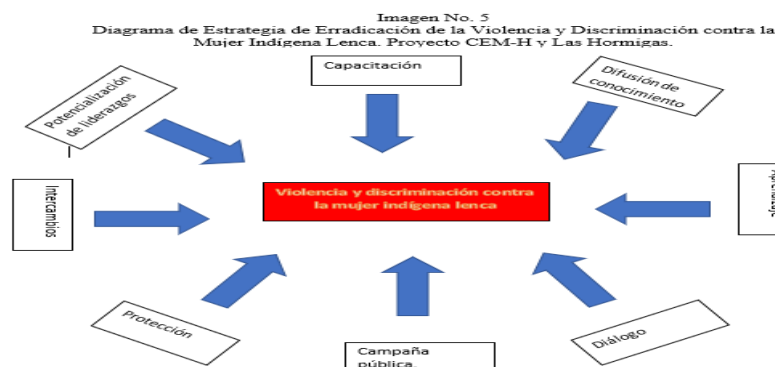 Imagen No. 5
Diagrama de Estrategia de Erradicación de la Violencia y Discriminación contra la
Mujer Indígena Lenca. Proyecto CEM-H y Las Hormigas.
Capacitación
Potencialización
de liderazgos
Difusión de
conocimiento
Intercambios
Violencia y discriminación contra
la mujer indígena lenca
Protección
Campaña
pública.
Diálogo